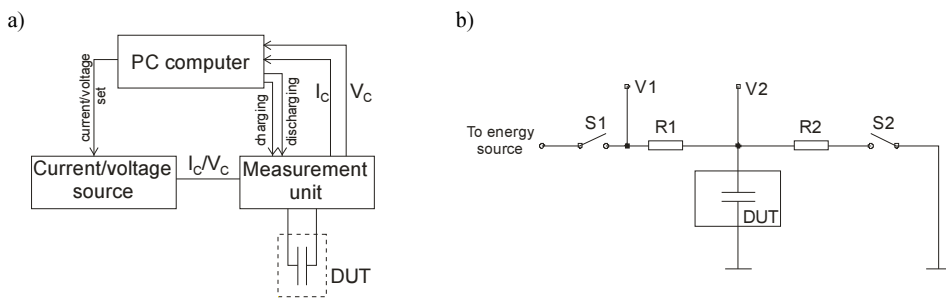 a)
PC computer
current/voltage
set
charging
discharging
I_C
V_C
Current/voltage
source
I_C/V_C
Measurement
unit
DUT
b)
V1
V2
To energy
source
S1
R1
R2
S2
DUT